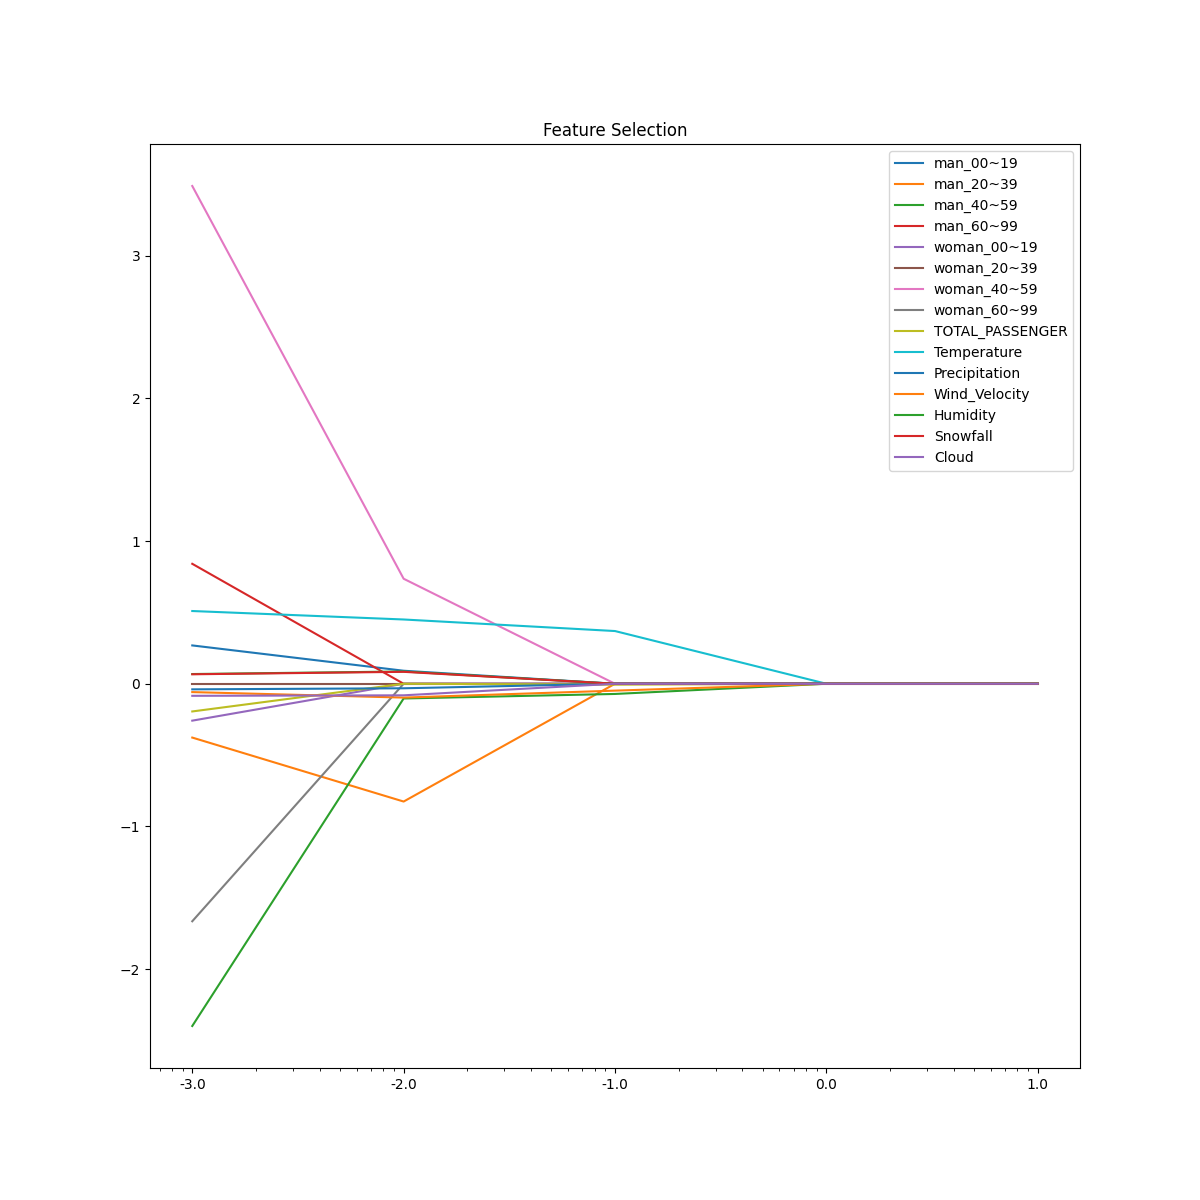 Feature Selection
man_00~19
man_20~39
man_40~59
man_60~99
woman_00~19
woman_20~39
woman_40~59
woman_60~99
TOTAL_PASSENGER
Temperature
Precipitation
Wind_Velocity
Humidity
Snowfall
Cloud
3
2
1
0
−1
−2
-3.0 -2.0 -1.0 0.0 1.0